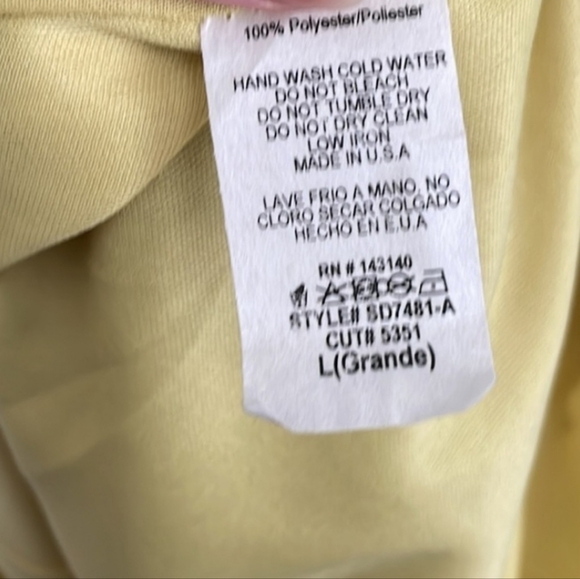 100% Polyester/Poliester
HAND WASH COLD WATER
DO NOT BLEACH
DO NOT TUMBLE DRY
DO NOT DRY CLEAN
LOW IRON
MADE IN U.S.A
LAVE FRIO A MANO, NO
CLORO SECAR COLGADO
HECHO EN E.U.A
RN # 143140
STYLE# SD7481-A
CUT# 5351
L(Grande)